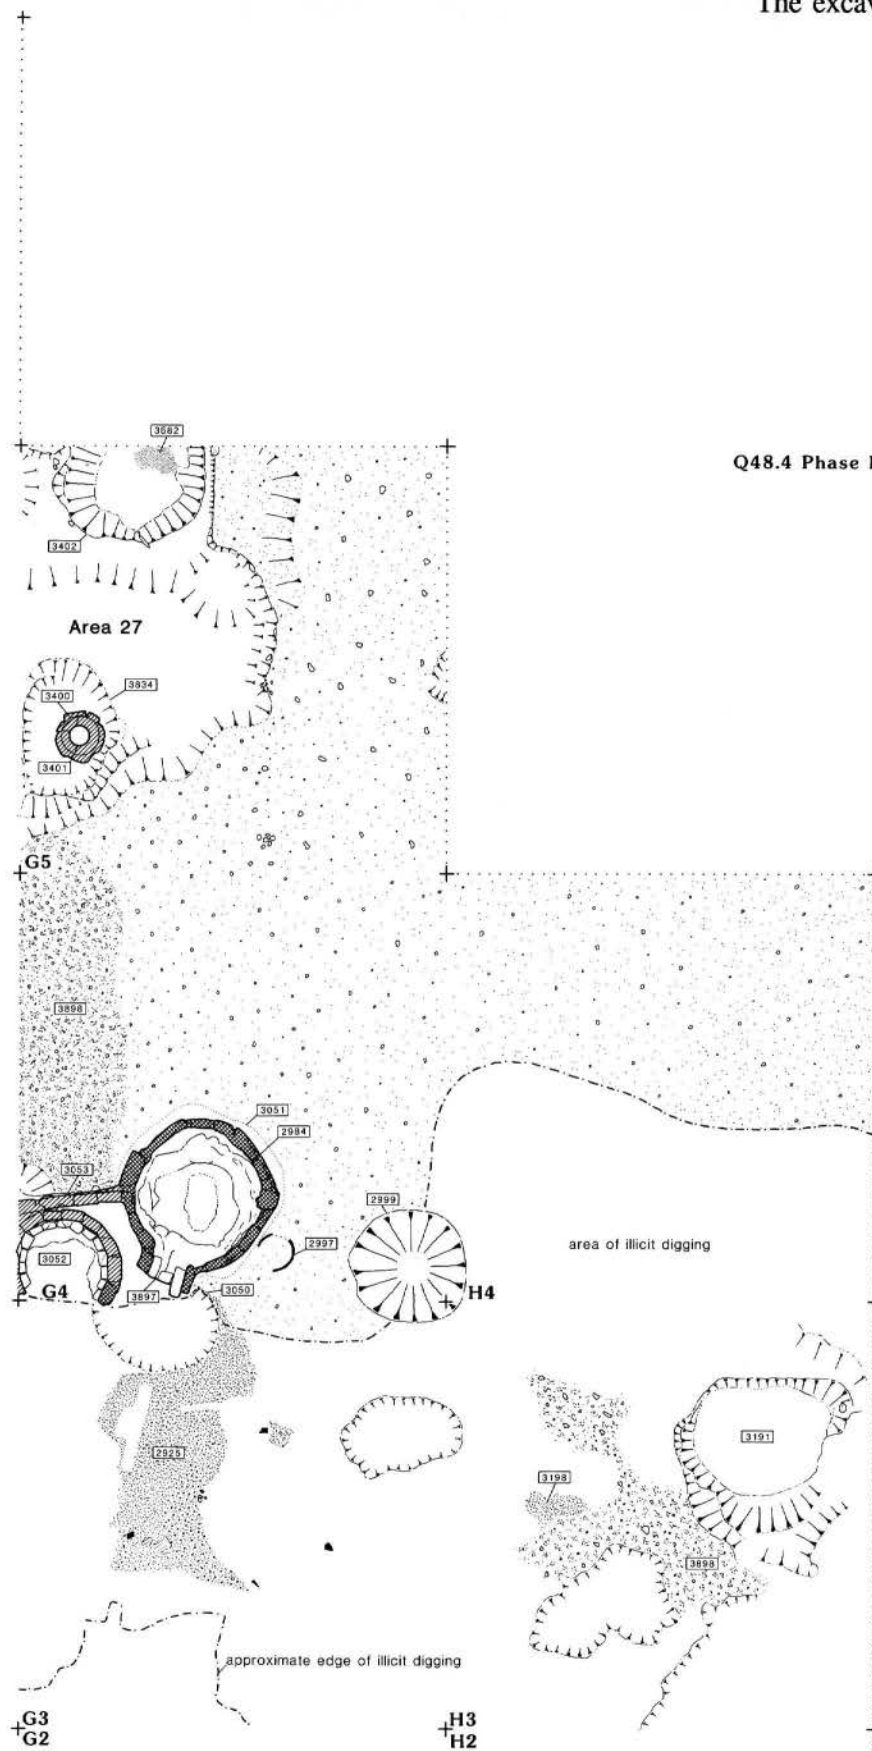 The excav
3682
Q48.4 Phase
3402
Area 27
3834
3400
3401
G5
3898
3051
2984
3053
2999
2997
area of illicit digging
3052
G4
3897
3050
H4
2925
3191
3198
3898
approximate edge of illicit digging
G3
G2
H3
H2